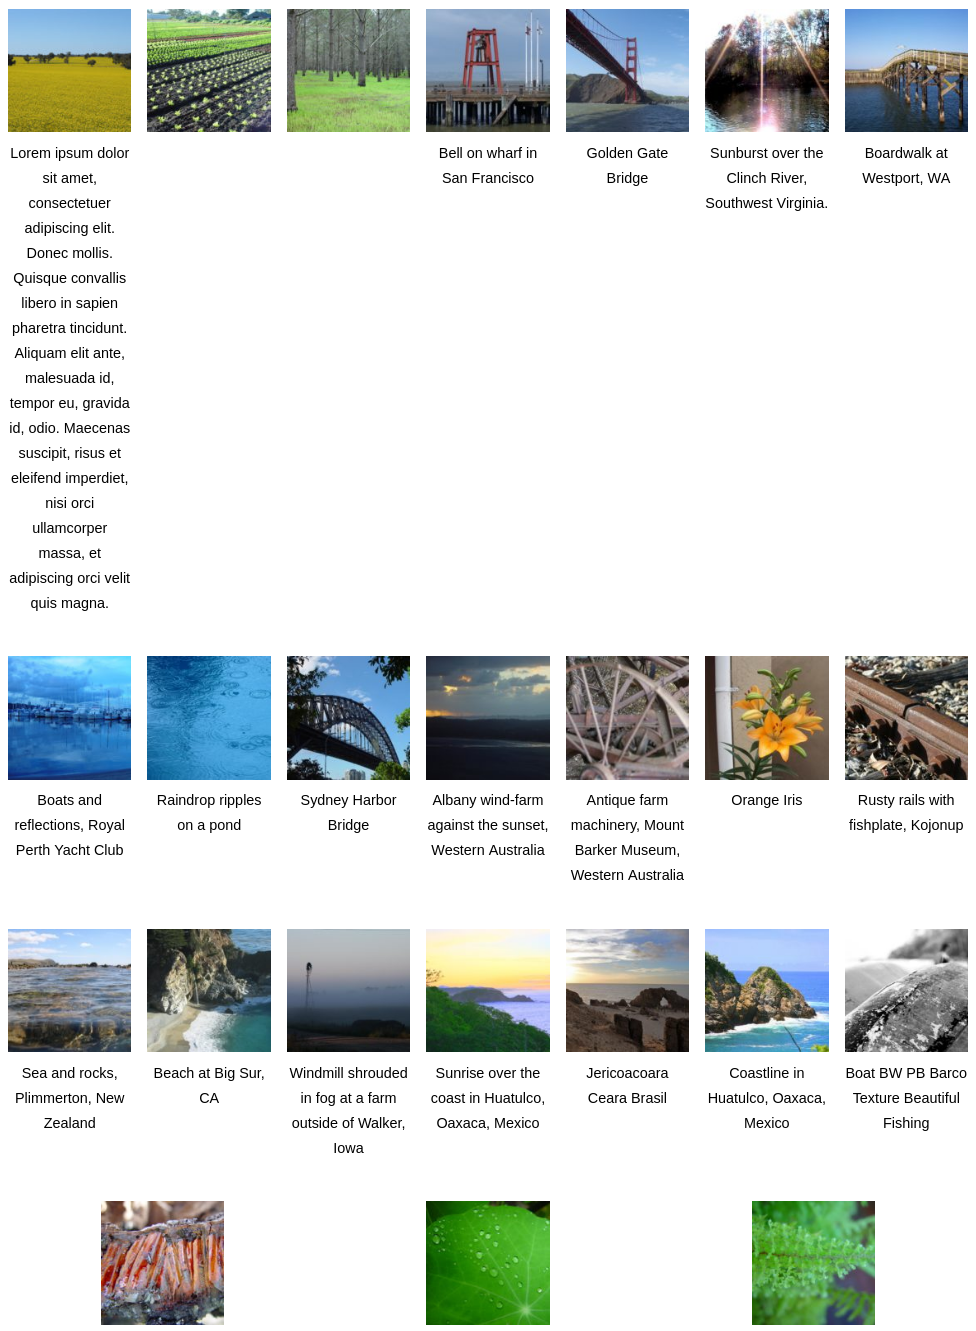 Lorem ipsum dolor
sit amet,
consectetuer
adipiscing elit.
Donec mollis.
Quisque convallis
libero in sapien
pharetra tincidunt.
Aliquam elit ante,
malesuada id,
tempor eu, gravida
id, odio. Maecenas
suscipit, risus et
eleifend imperdiet,
nisi orci
ullamcorper
massa, et
adipiscing orci velit
quis magna.
Bell on wharf in
San Francisco
Golden Gate
Bridge
Sunburst over the
Clinch River,
Southwest Virginia.
Boardwalk at
Westport, WA
Boats and
reflections, Royal
Perth Yacht Club
Raindrop ripples
on a pond
Sydney Harbor
Bridge
Albany wind-farm
against the sunset,
Western Australia
Antique farm
machinery, Mount
Barker Museum,
Western Australia
Orange Iris
Rusty rails with
fishplate, Kojonup
Sea and rocks,
Plimmerton, New
Zealand
Beach at Big Sur,
CA
Windmill shrouded
in fog at a farm
outside of Walker,
Iowa
Sunrise over the
coast in Huatulco,
Oaxaca, Mexico
Jericoacoara
Ceara Brasil
Coastline in
Huatulco, Oaxaca,
Mexico
Boat BW PB Barco
Texture Beautiful
Fishing